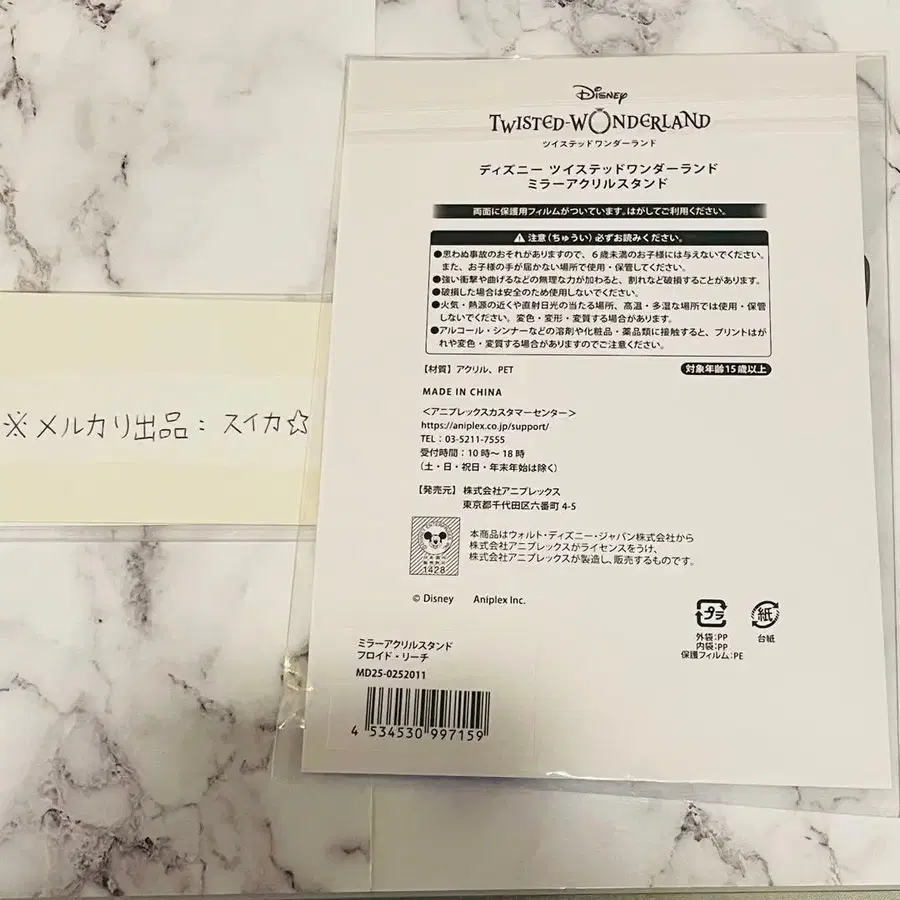 ※メルカリ出品：スイカ☆
Disney
TWISTED-WONDERLAND
ツイステッドワンダーランド
ディズニー ツイステッドワンダーランド
ミラーアクリルスタンド
両面に保護用フィルムがついています。はがしてご利用ください。
注意（ちゅうい）必ずお読みください。
●思わぬ事故のおそれがありますので、６歳未満のお子様には与えないでください。
また、お子様の手が届かない場所で使用・保管してください。
●強い衝撃や曲げるなどの無理な力が加わると、割れなど破損することがあります。
●破損した場合は安全のため使用しないでください。
●火気・熱源の近くや直射日光の当たる場所、高温・多湿な場所では使用・保管
しないでください。変色・変形・変質する場合があります。
●アルコール・シンナーなどの溶剤や化粧品・薬品類に接触すると、プリントはが
れや変色・変質する場合がありますのでご注意ください。
【材質】アクリル、PET
対象年齢15歳以上
MADE IN CHINA
＜アニプレックスカスタマーセンター＞
https://aniplex.co.jp/support/
TEL：03-5211-7555
受付時間：10時～18時
（土・日・祝日・年末年始は除く）
【発売元】株式会社アニプレックス
東京都千代田区六番町 4-5
1428
本商品はウォルト・ディズニー・ジャパン株式会社から
株式会社アニプレックスがライセンスをうけ、
株式会社アニプレックスが製造し、販売するものです。
© Disney Aniplex Inc.
プラ
紙
外袋:PP
内袋:PP
保護フィルム:PE
台紙
ミラーアクリルスタンド
フロイド・リーチ
MD25-0252011
4 534530 997159